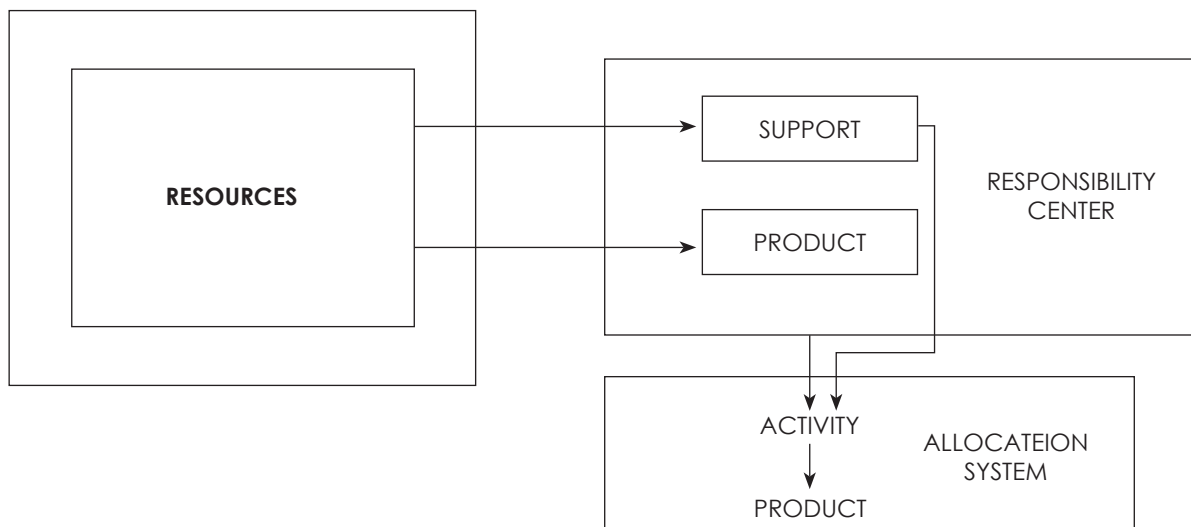 RESOURCES
SUPPORT
PRODUCT
RESPONSIBILITY
CENTER
ACTIVITY
PRODUCT
ALLOCATEION
SYSTEM